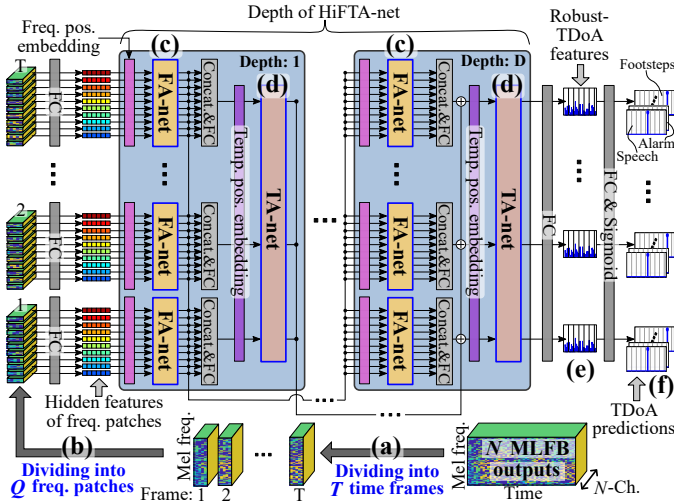 Depth of HiFTA-net
Freq. pos.
embedding
Robust-
TDoA
features
(c)
(c)
Depth: 1
Depth: D
T
FC
FA-net
Concat.&FC
(d)
FA-net
Concat.&FC
(d)
Footsteps
Alarm
Speech
2
FC
FA-net
Concat.&FC
Temp. pos. embedding
TA-net
FA-net
Concat.&FC
Temp. pos. embedding
TA-net
FC
FC & Sigmoid
1
FC
FA-net
Concat.&FC
FA-net
Concat.&FC
(e)
(f)
Hidden features
of freq. patches
TDoA
predictions
(b)
Dividing into
Q freq. patches
Mel freq.
Frame: 1 2 T
(a)
Dividing into
T time frames
Mel freq.
N MLFB
outputs
Time
N-Ch.